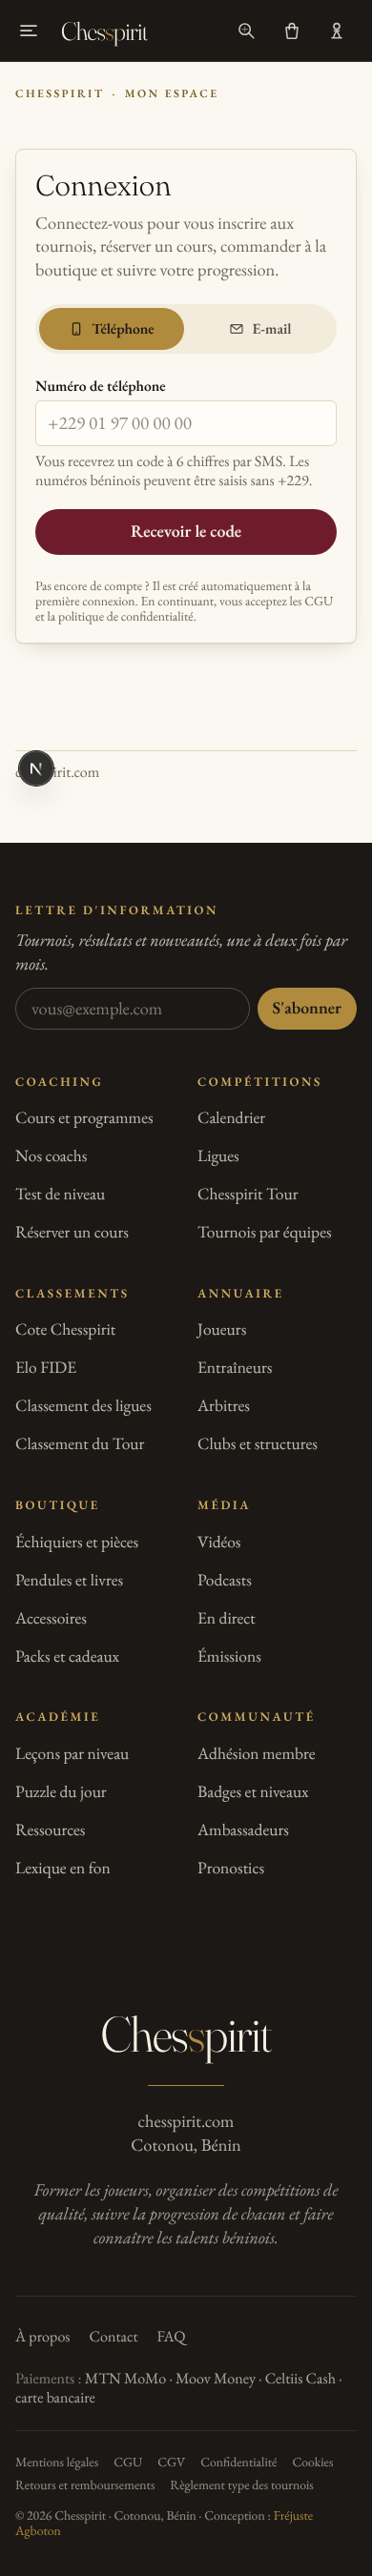 Chesspirit
CHESSPIRIT · MON ESPACE
Connexion
Connectez-vous pour vous inscrire aux
tournois, réserver un cours, commander à la
boutique et suivre votre progression.
Téléphone
E-mail
Numéro de téléphone
+229 01 97 00 00 00
Vous recevrez un code à 6 chiffres par SMS. Les
numéros béninois peuvent être saisis sans +229.
Recevoir le code
Pas encore de compte ? Il est créé automatiquement à la
première connexion. En continuant, vous acceptez les CGU
et la politique de confidentialité.
N
LETTRE D'INFORMATION
Tournois, résultats et nouveautés, une à deux fois par
mois.
vous@exemple.com
S'abonner
COACHING
Cours et programmes
Nos coachs
Test de niveau
Réserver un cours
COMPÉTITIONS
Calendrier
Ligues
Chesspirit Tour
Tournois par équipes
CLASSEMENTS
Cote Chesspirit
Elo FIDE
Classement des ligues
Classement du Tour
ANNUAIRE
Joueurs
Entraîneurs
Arbitres
Clubs et structures
BOUTIQUE
Échiquiers et pièces
Pendules et livres
Accessoires
Packs et cadeaux
MÉDIA
Vidéos
Podcasts
En direct
Émissions
ACADÉMIE
Leçons par niveau
Puzzle du jour
Ressources
Lexique en fon
COMMUNAUTÉ
Adhésion membre
Badges et niveaux
Ambassadeurs
Pronostics
Chesspirit
chesspirit.com
Cotonou, Bénin
Former les joueurs, organiser des compétitions de
qualité, suivre la progression de chacun et faire
connaître les talents béninois.
À propos Contact FAQ
Paiements : MTN MoMo · Moov Money · Celtiis Cash ·
carte bancaire
Mentions légales CGU CGV Confidentialité Cookies
Retours et remboursements Règlement type des tournois
© 2026 Chesspirit · Cotonou, Bénin · Conception : Fréjuste
Agboton